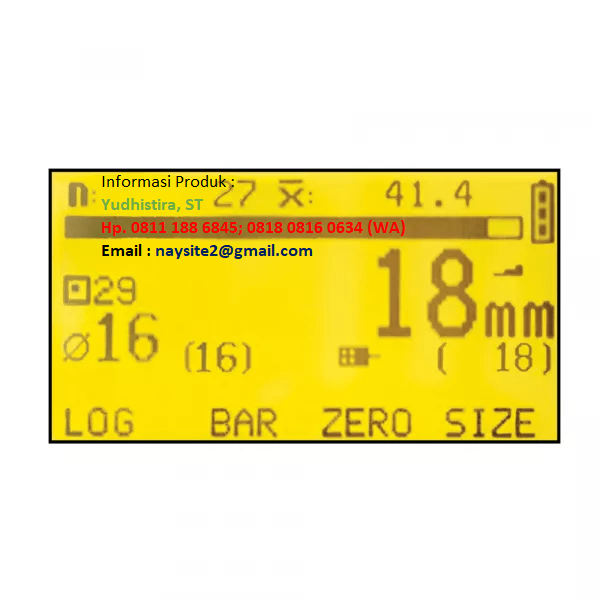 Informasi Produk :
n: 27 x̅: 41.4
Yudhistira, ST
Hp. 0811 188 6845; 0818 0816 0634 (WA)
Email : naysite2@gmail.com
18mm
29
⌀16 (16) ( 18)
LOG BAR ZERO SIZE